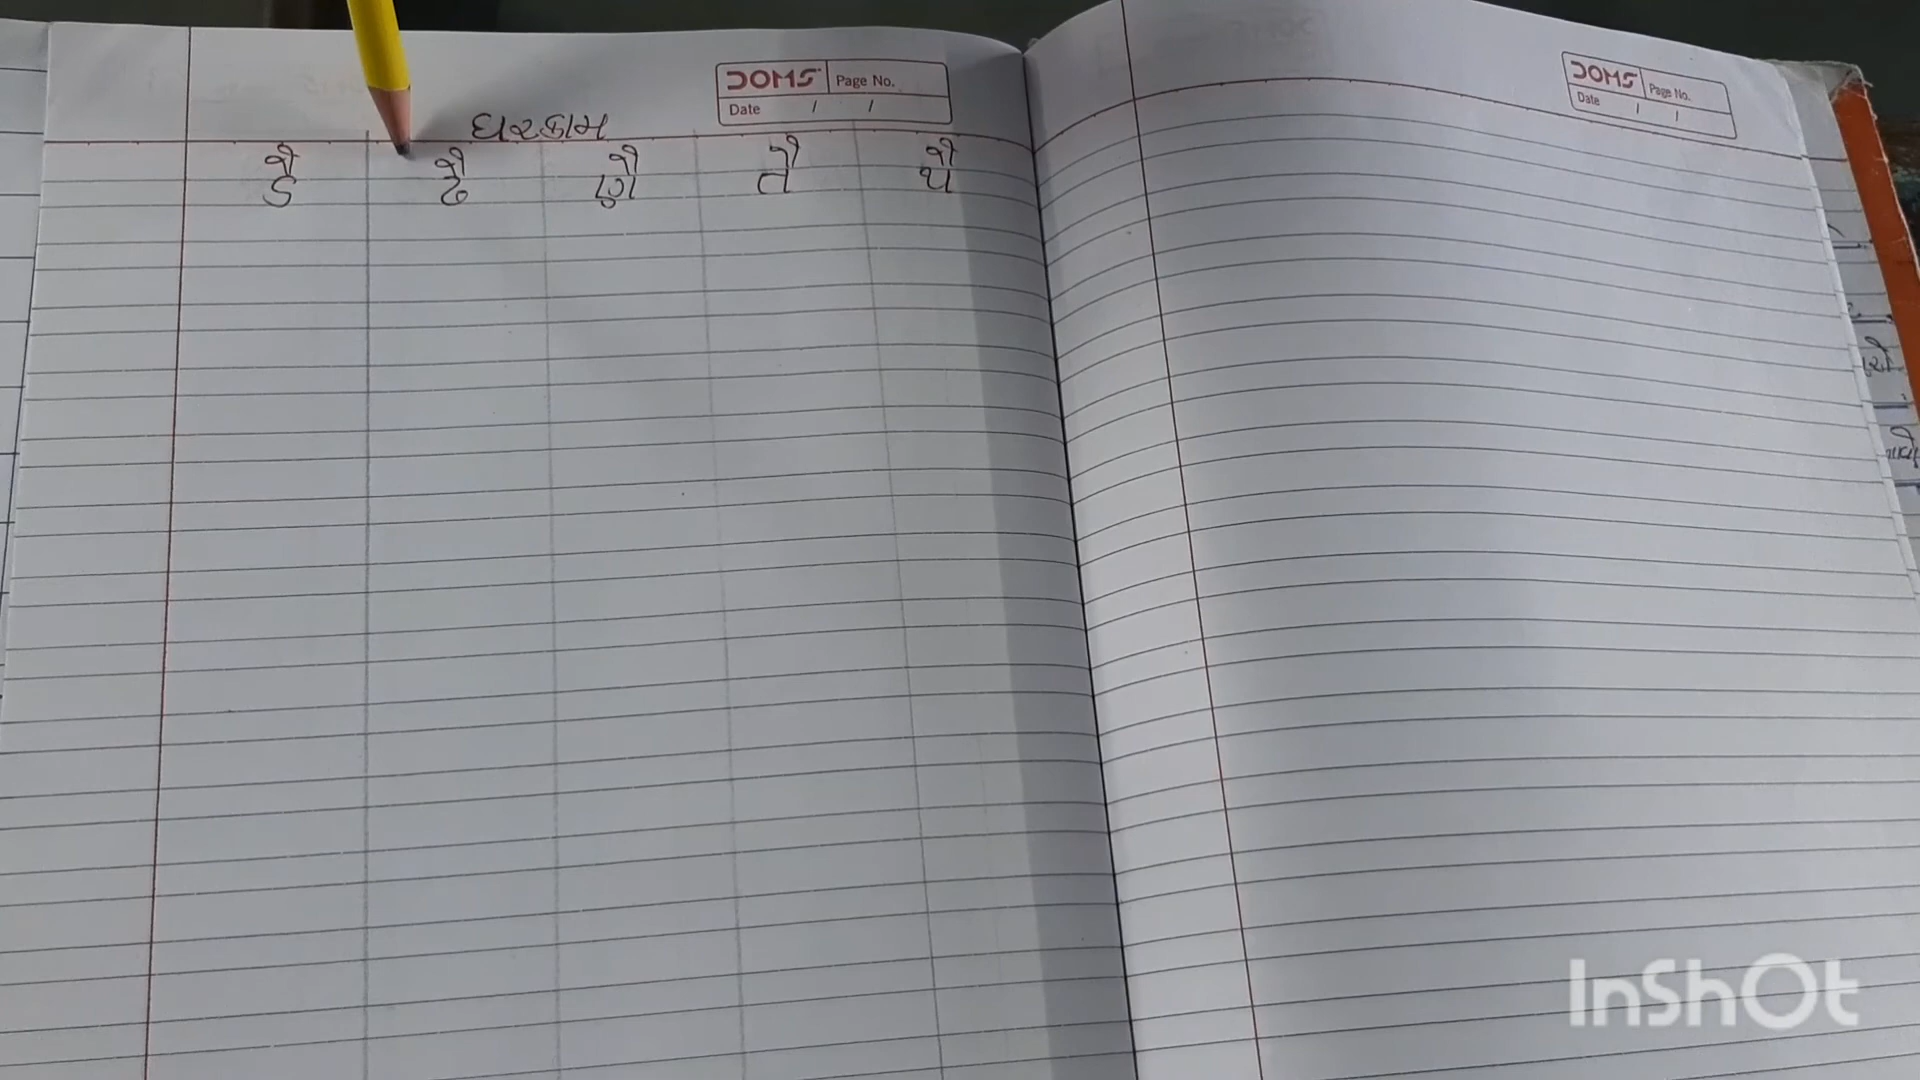 DOMS Page No.
Date / /
ઘરકામ
ડૈ ઢૈ ણૈ તૈ થૈ
DOMS Page No.
Date / /
InShOt